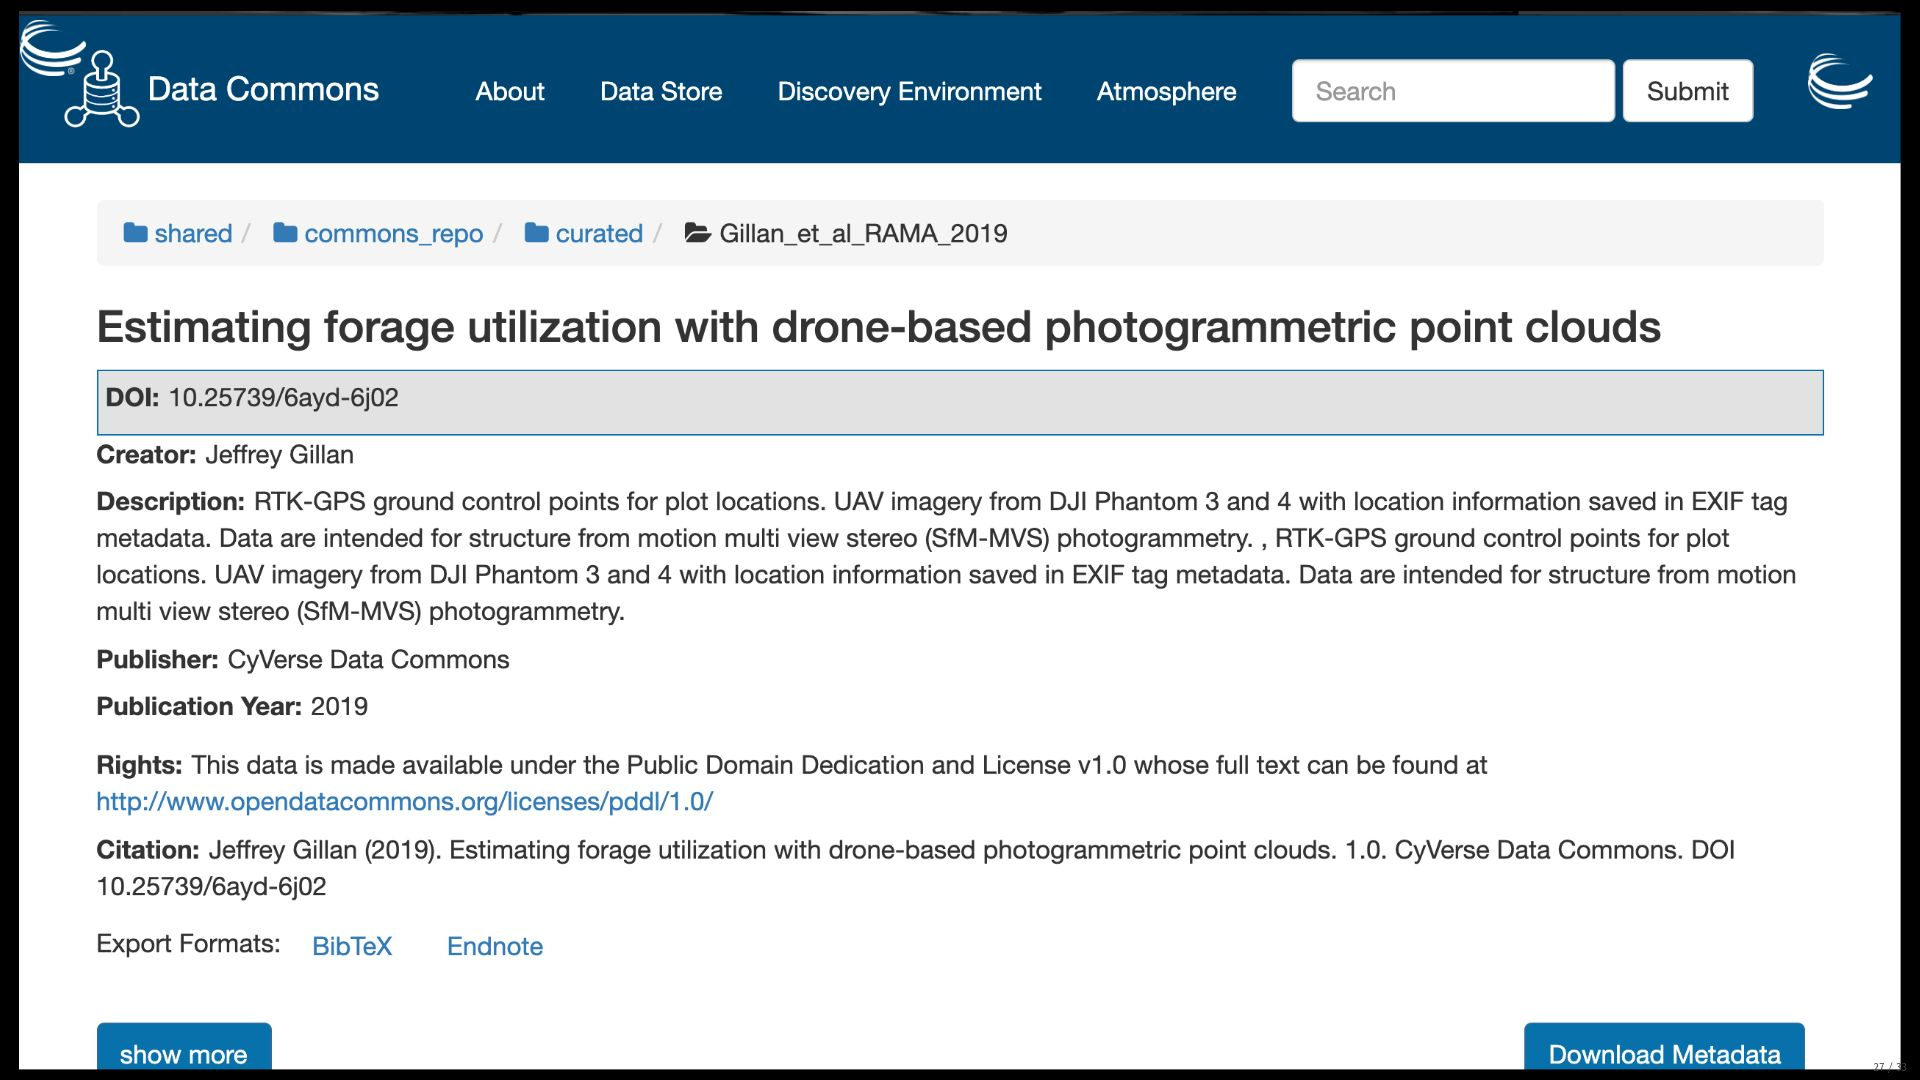 Data Commons About Data Store Discovery Environment Atmosphere Search Submit
shared / commons_repo / curated / Gillan_et_al_RAMA_2019
Estimating forage utilization with drone-based photogrammetric point clouds
DOI: 10.25739/6ayd-6j02
Creator: Jeffrey Gillan
Description: RTK-GPS ground control points for plot locations. UAV imagery from DJI Phantom 3 and 4 with location information saved in EXIF tag
metadata. Data are intended for structure from motion multi view stereo (SfM-MVS) photogrammetry. , RTK-GPS ground control points for plot
locations. UAV imagery from DJI Phantom 3 and 4 with location information saved in EXIF tag metadata. Data are intended for structure from motion
multi view stereo (SfM-MVS) photogrammetry.
Publisher: CyVerse Data Commons
Publication Year: 2019
Rights: This data is made available under the Public Domain Dedication and License v1.0 whose full text can be found at
http://www.opendatacommons.org/licenses/pddl/1.0/
Citation: Jeffrey Gillan (2019). Estimating forage utilization with drone-based photogrammetric point clouds. 1.0. CyVerse Data Commons. DOI
10.25739/6ayd-6j02
Export Formats: BibTeX Endnote
show more Download Metadata